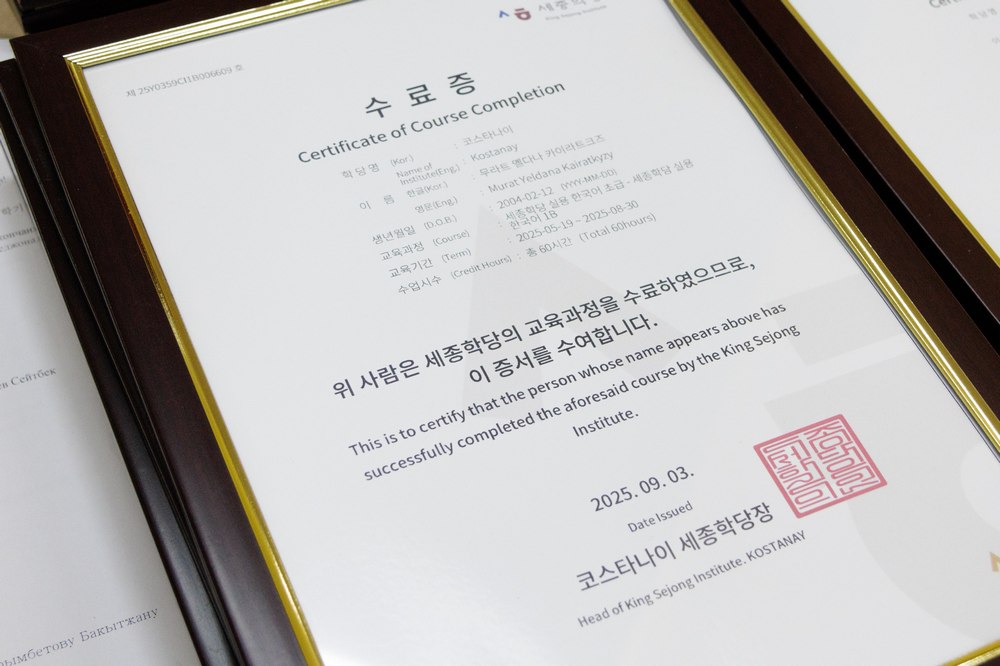 세종학당
King Sejong Institute
제 25Y0359CI1B006609 호
수 료 증
Certificate of Course Completion
학 당 명 (Kor.) : 코스타나이
Name of Institute(Eng.) : Kostanay
이 름 한글(Kor.) : 무라트 옐다나 카이라트크즈
영문(Eng.) : Murat Yeldana Kairatkyzy
생년월일 (D.O.B.) : 2004-02-12 (YYYY-MM-DD)
교육과정 (Course) : 세종학당 실용 한국어 초급 - 세종학당 실용
한국어 1B
교육기간 (Term) : 2025-05-19 ~ 2025-08-30
수업시수 (Credit Hours) : 총 60시간 (Total 60hours)
위 사람은 세종학당의 교육과정을 수료하였으므로,
이 증서를 수여합니다.
This is to certify that the person whose name appears above has
successfully completed the aforesaid course by the King Sejong
Institute.
2025. 09. 03.
Date Issued
코스타나이 세종학당장
Head of King Sejong Institute. KOSTANAY
학기
ев Сейтбек
рымбетову Бакытжану